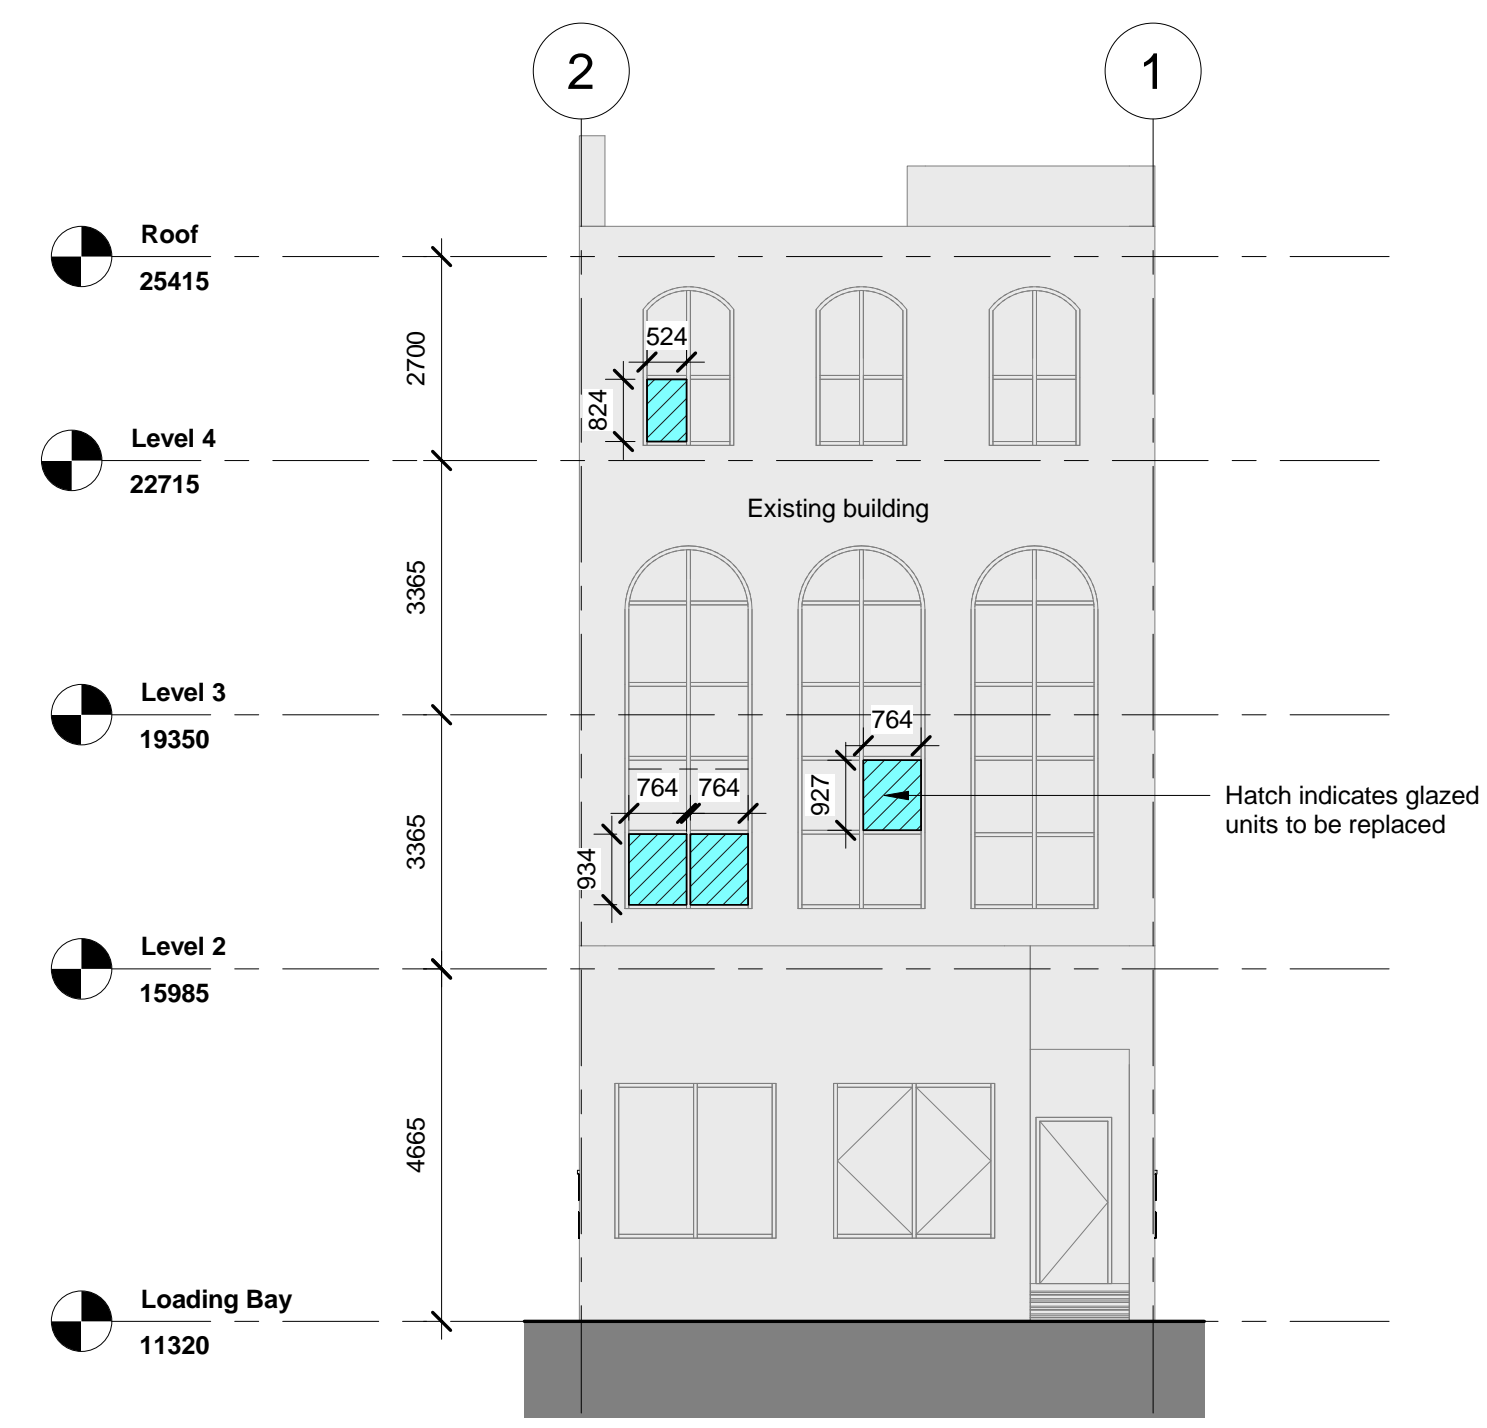 2
1
Roof
25415
2700
524
824
Level 4
22715
Existing building
3365
Level 3
19350
764
927
764 764
934
Hatch indicates glazed
units to be replaced
3365
Level 2
15985
4665
Loading Bay
11320